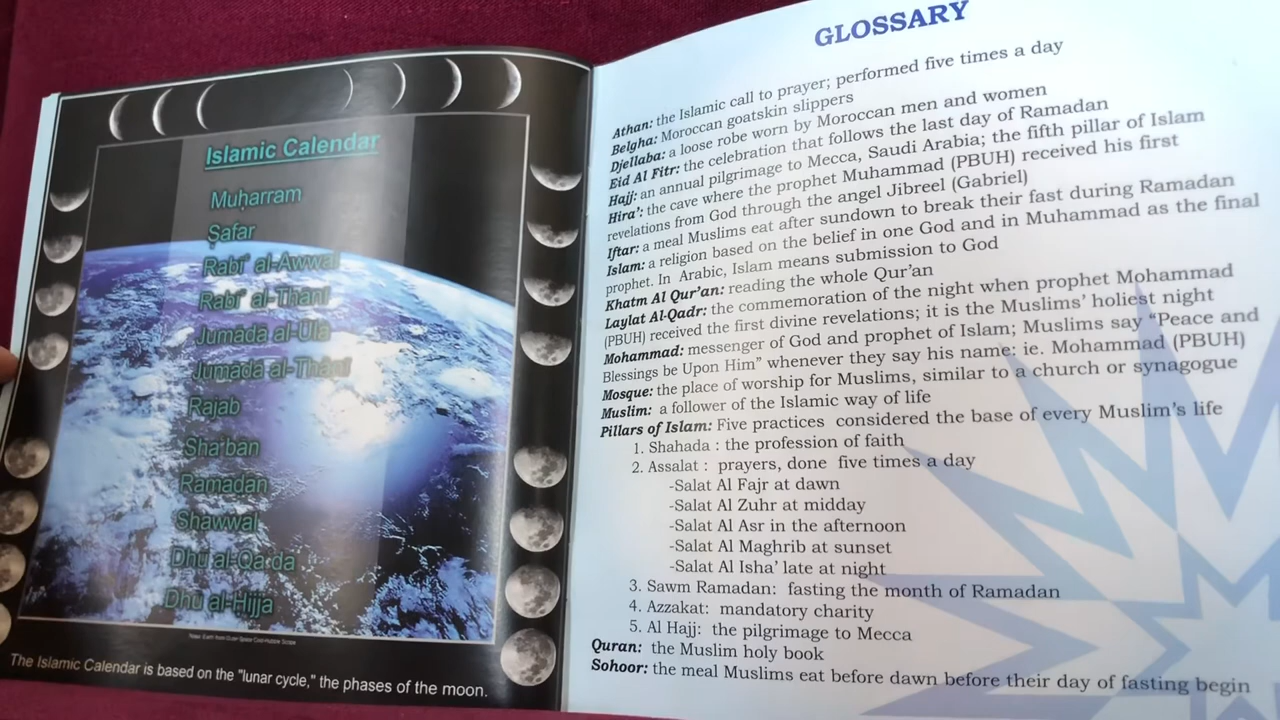 Islamic Calendar
Muḥarram
Ṣafar
Rabīʿ al-Awwal
Rabīʿ al-Thānī
Jumāda al-Ūla
Jumāda al-Thānī
Rajab
Shaʿban
Ramaḍan
Shawwāl
Dhū al-Qaʿda
Dhū al-Ḥijja
The Islamic Calendar is based on the "lunar cycle," the phases of the moon.
GLOSSARY
Athan: the Islamic call to prayer; performed five times a day
Belgha: Moroccan goatskin slippers
Djellaba: a loose robe worn by Moroccan men and women
Eid Al Fitr: the celebration that follows the last day of Ramadan
Hajj: an annual pilgrimage to Mecca, Saudi Arabia; the fifth pillar of Islam
Hira’: the cave where the prophet Muhammad (PBUH) received his first
revelations from God through the angel Jibreel (Gabriel)
Iftar: a meal Muslims eat after sundown to break their fast during Ramadan
Islam: a religion based on the belief in one God and in Muhammad as the final
prophet. In Arabic, Islam means submission to God
Khatm Al Qur’an: reading the whole Qur’an
Laylat Al-Qadr: the commemoration of the night when prophet Mohammad
(PBUH) received the first divine revelations; it is the Muslims’ holiest night
Mohammad: messenger of God and prophet of Islam; Muslims say “Peace and
Blessings be Upon Him” whenever they say his name: ie. Mohammad (PBUH)
Mosque: the place of worship for Muslims, similar to a church or synagogue
Muslim: a follower of the Islamic way of life
Pillars of Islam: Five practices considered the base of every Muslim’s life
1. Shahada : the profession of faith
2. Assalat : prayers, done five times a day
-Salat Al Fajr at dawn
-Salat Al Zuhr at midday
-Salat Al Asr in the afternoon
-Salat Al Maghrib at sunset
-Salat Al Isha’ late at night
3. Sawm Ramadan: fasting the month of Ramadan
4. Azzakat: mandatory charity
5. Al Hajj: the pilgrimage to Mecca
Quran: the Muslim holy book
Sohoor: the meal Muslims eat before dawn before their day of fasting begin